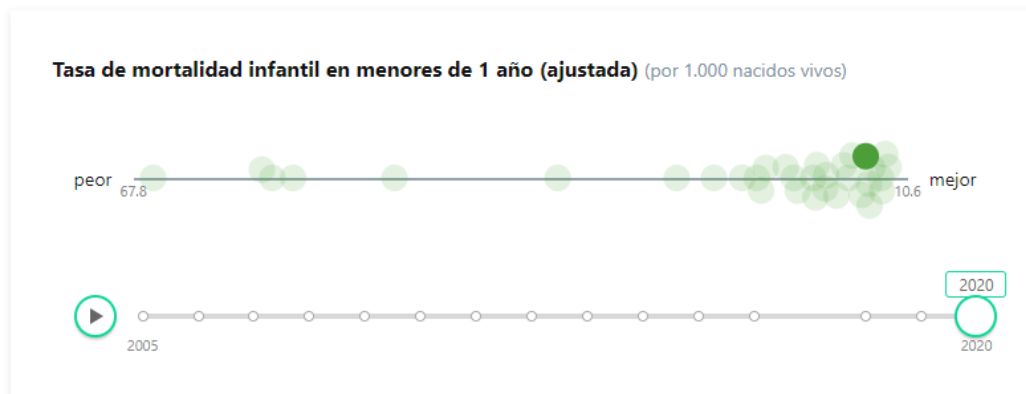 Tasa de mortalidad infantil en menores de 1 año (ajustada) (por 1.000 nacidos vivos)
peor
67.8
10.6
mejor
2020
2005
2020